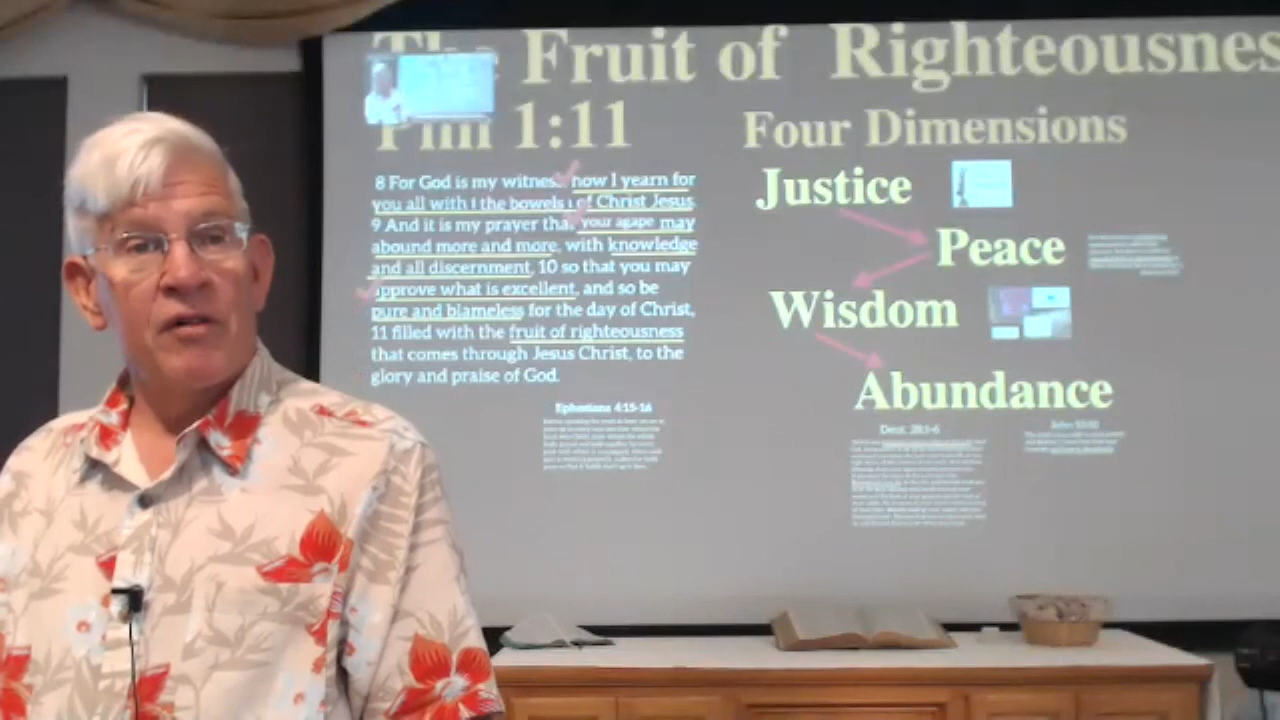 Fruit of Righteousnes
Phil 1:11
Four Dimensions
8 For God is my witness how I yearn for
you all with the bowels of Christ Jesus.
9 And it is my prayer that your agape may
abound more and more, with knowledge
and all discernment, 10 so that you may
approve what is excellent, and so be
pure and blameless for the day of Christ,
11 filled with the fruit of righteousness
that comes through Jesus Christ, to the
glory and praise of God.
Ephesians 4:15-16
Justice
Peace
Wisdom
Abundance
Deut. 28:1-6
John 10:10